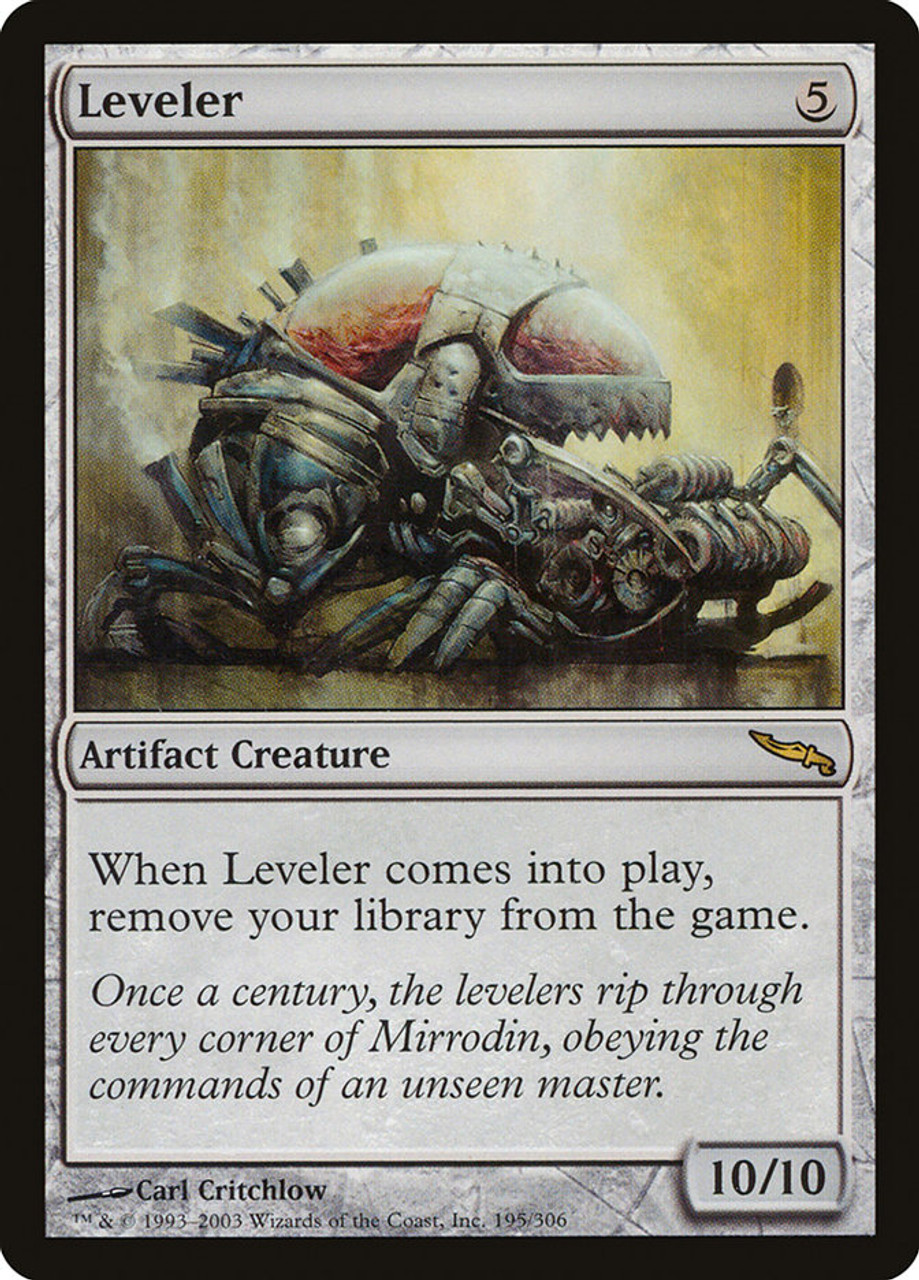 Leveler 5
Artifact Creature
When Leveler comes into play,
remove your library from the game.
Once a century, the levelers rip through
every corner of Mirrodin, obeying the
commands of an unseen master.
10/10
Carl Critchlow
™ & © 1993–2003 Wizards of the Coast, Inc. 195/306